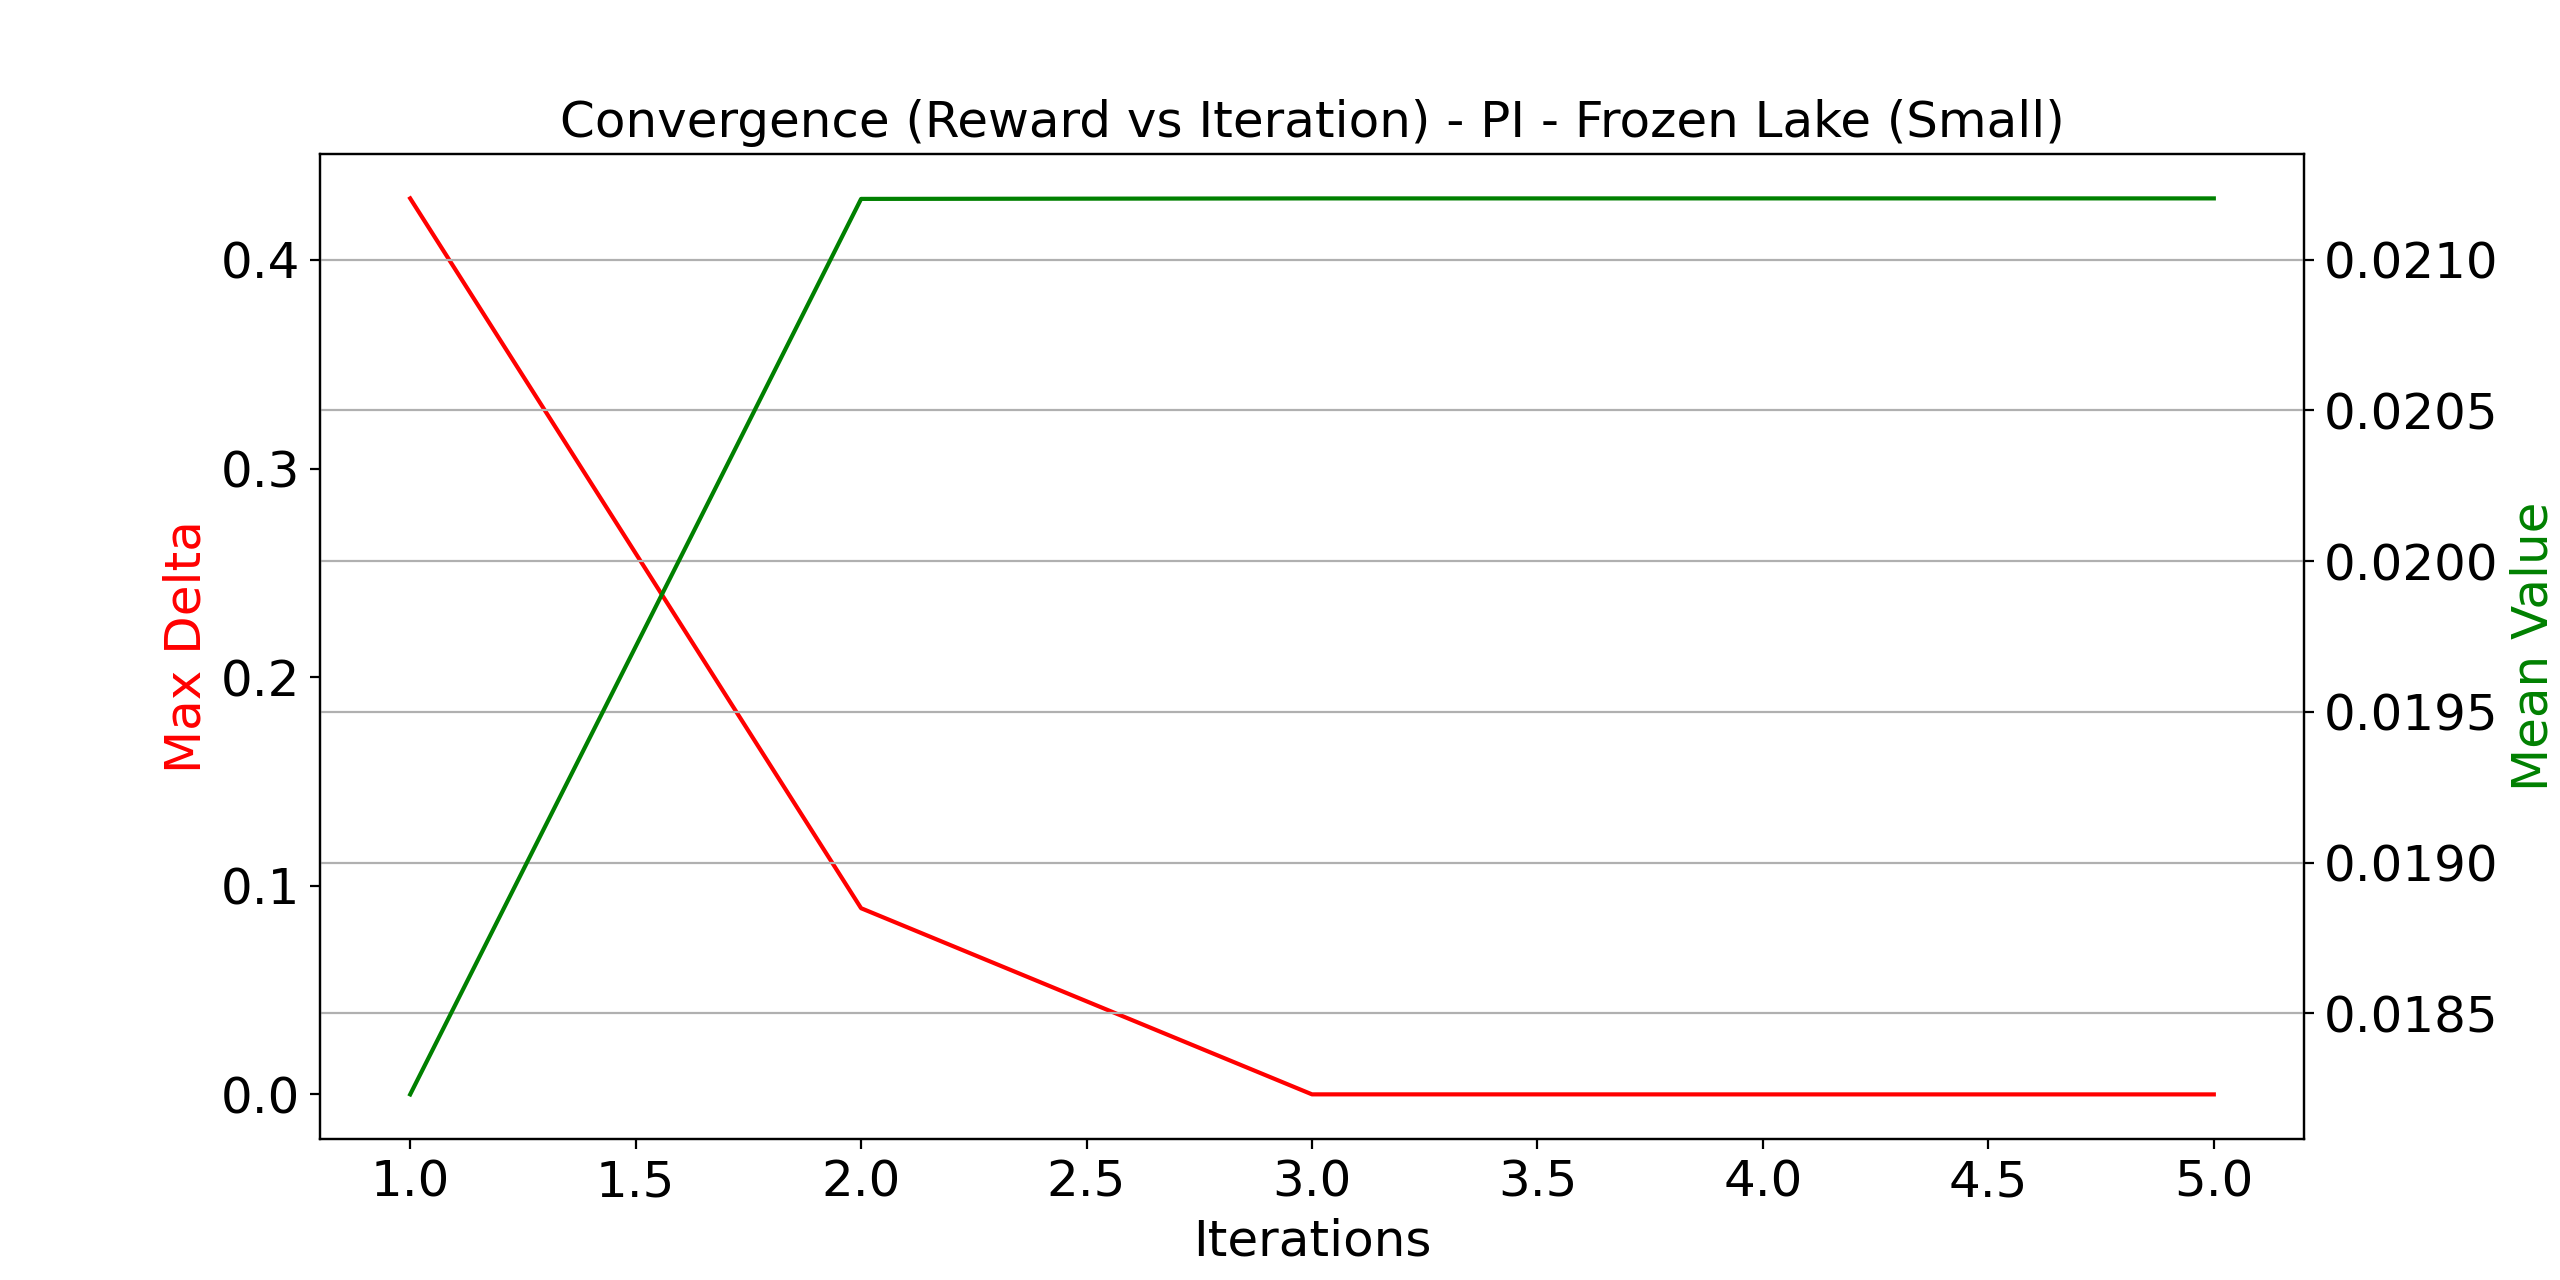 Convergence (Reward vs Iteration) - PI - Frozen Lake (Small)
Max Delta
0.4
0.3
0.2
0.1
0.0
0.0210
0.0205
0.0200
0.0195
0.0190
0.0185
Mean Value
1.0 1.5 2.0 2.5 3.0 3.5 4.0 4.5 5.0
Iterations